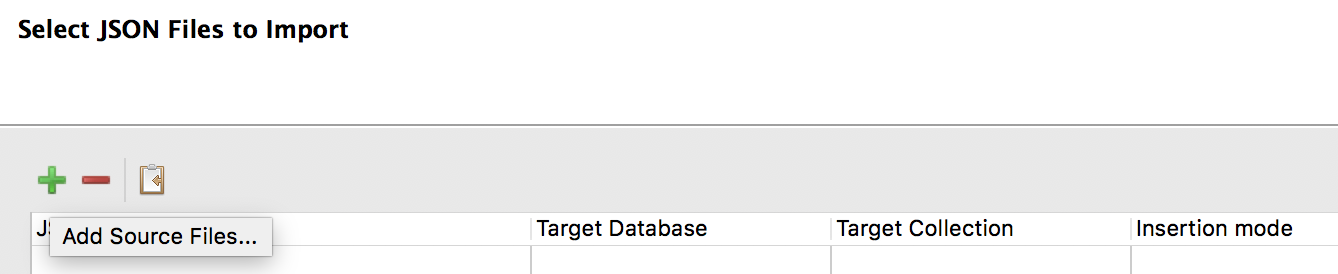 Select JSON Files to Import
Add Source Files...
Target Database
Target Collection
Insertion mode